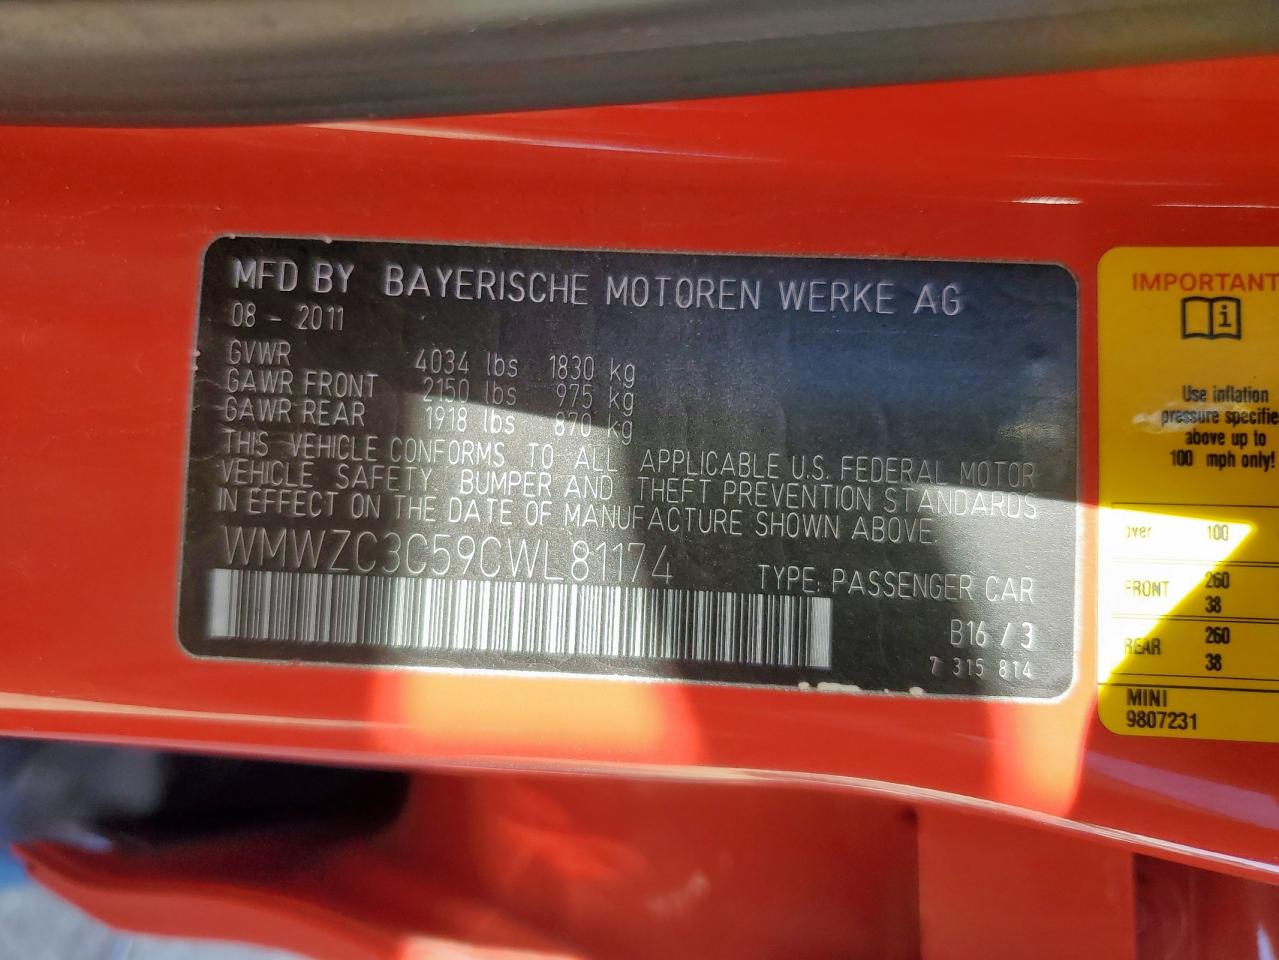 MFD BY BAYERISCHE MOTOREN WERKE AG
08 - 2011
GVWR 4034 lbs 1830 kg
GAWR FRONT 2150 lbs 975 kg
GAWR REAR 1918 lbs 870 kg
THIS VEHICLE CONFORMS TO ALL APPLICABLE U.S. FEDERAL MOTOR
VEHICLE SAFETY, BUMPER AND THEFT PREVENTION STANDARDS
IN EFFECT ON THE DATE OF MANUFACTURE SHOWN ABOVE.
WMWZC3C59CWL81174
TYPE: PASSENGER CAR
B16 / 3
7 315 814
IMPORTANT
i
Use inflation
pressure specifie
above up to
100 mph only!
over 100
FRONT 260
38
REAR 260
38
MINI
9807231